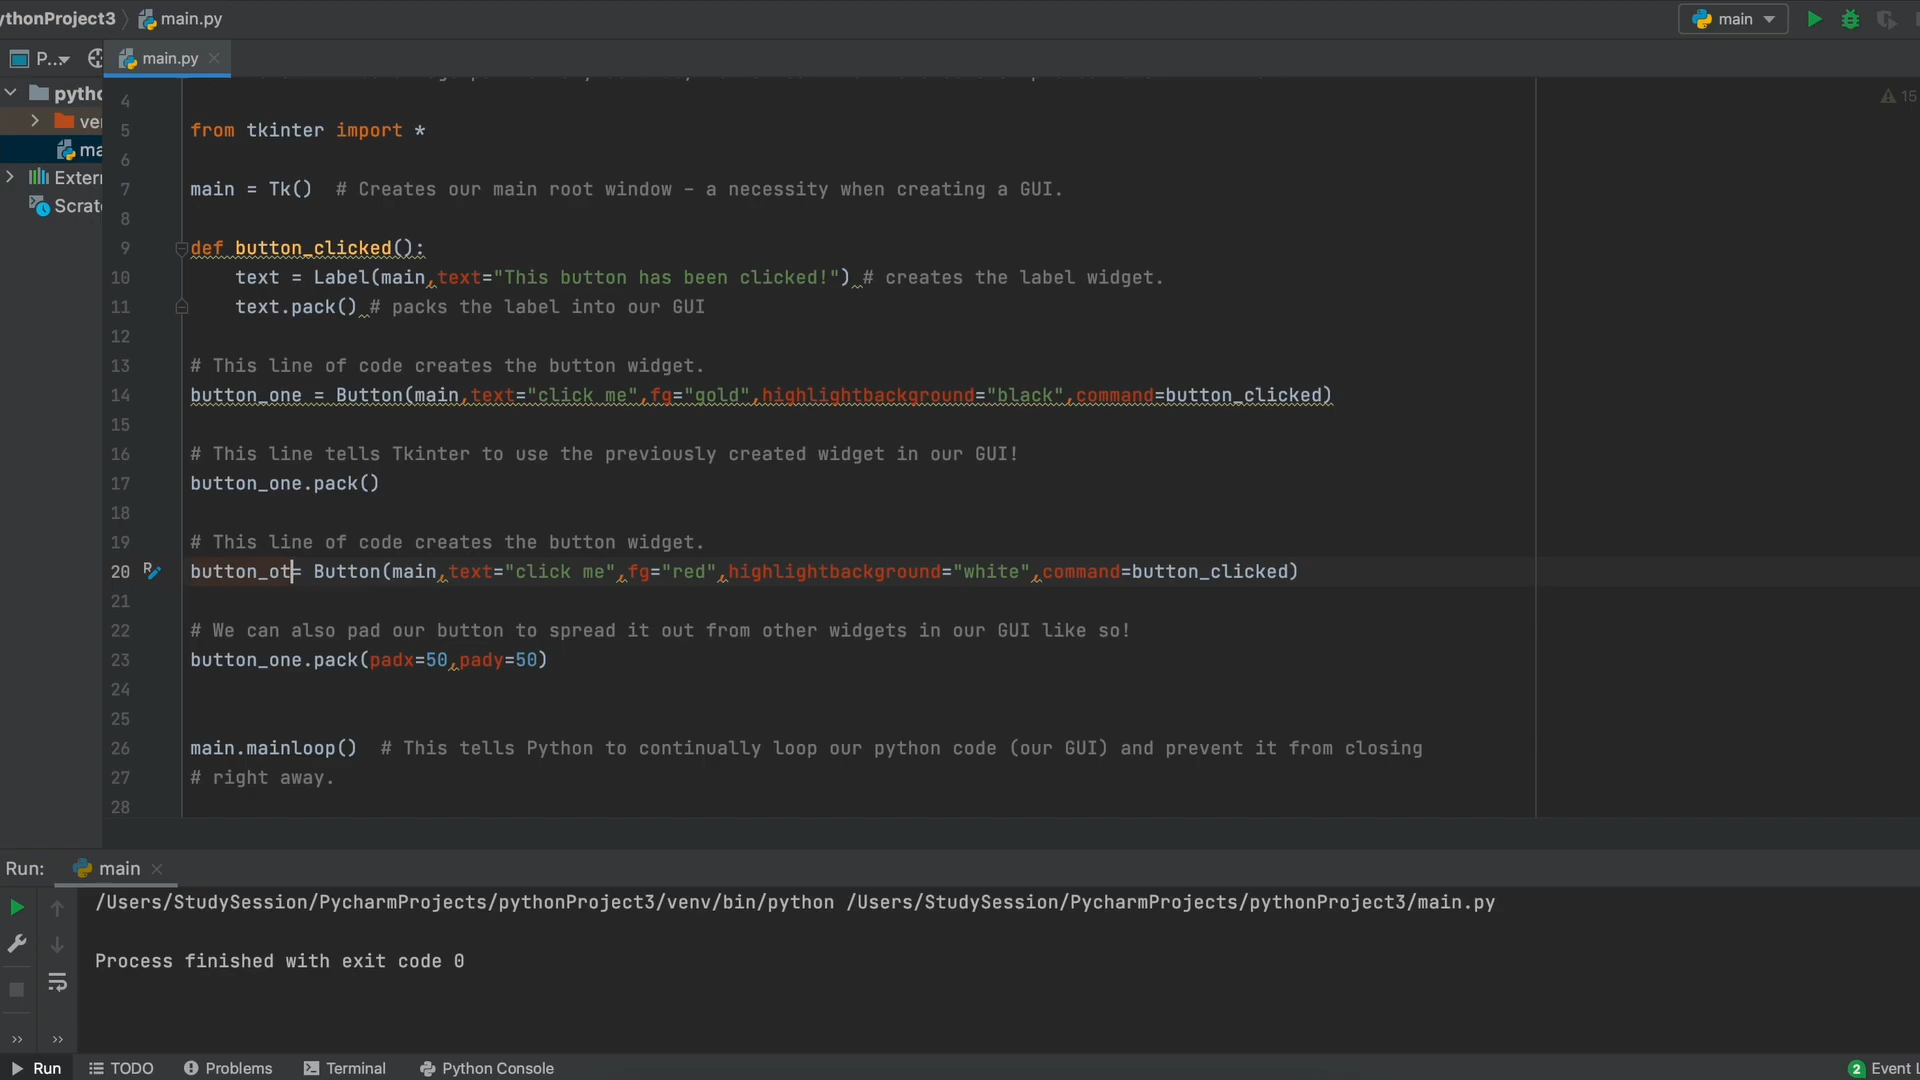 ythonProject3 main.py main
P... main.py
pytho
ve
ma
Extern
Scrat
15
4
5 from tkinter import *
6
7 main = Tk()  # Creates our main root window - a necessity when creating a GUI.
8
9 def button_clicked():
10     text = Label(main,text="This button has been clicked!") # creates the label widget.
11     text.pack() # packs the label into our GUI
12
13 # This line of code creates the button widget.
14 button_one = Button(main,text="click me",fg="gold",highlightbackground="black",command=button_clicked)
15
16 # This line tells Tkinter to use the previously created widget in our GUI!
17 button_one.pack()
18
19 # This line of code creates the button widget.
20 button_ot= Button(main,text="click me",fg="red",highlightbackground="white",command=button_clicked)
21
22 # We can also pad our button to spread it out from other widgets in our GUI like so!
23 button_one.pack(padx=50,pady=50)
24
25
26 main.mainloop()  # This tells Python to continually loop our python code (our GUI) and prevent it from closing
27 # right away.
28
Run: main
/Users/StudySession/PycharmProjects/pythonProject3/venv/bin/python /Users/StudySession/PycharmProjects/pythonProject3/main.py
Process finished with exit code 0
Run TODO Problems Terminal Python Console 2 Event L